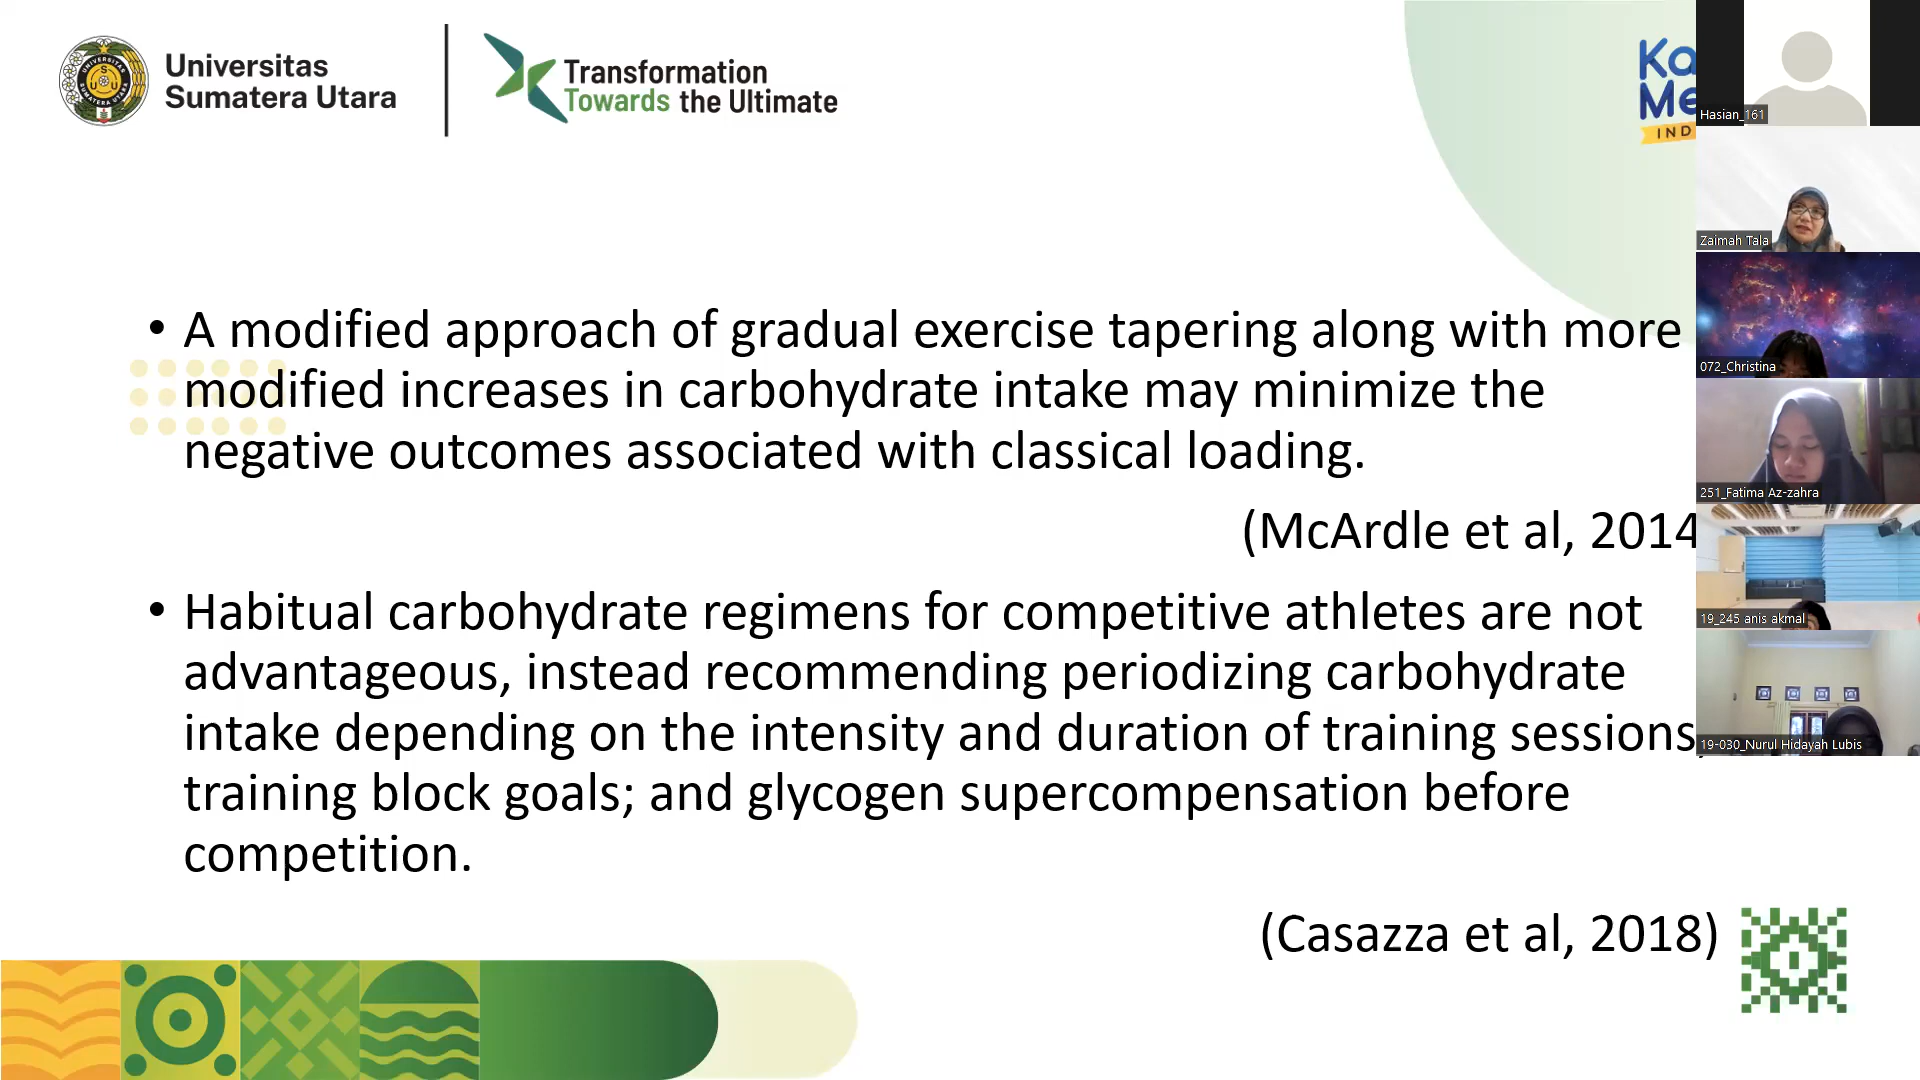 Universitas
Sumatera Utara
Transformation
Towards the Ultimate
Ka
Me
IND
• A modified approach of gradual exercise tapering along with more
modified increases in carbohydrate intake may minimize the
negative outcomes associated with classical loading.
(McArdle et al, 2014
• Habitual carbohydrate regimens for competitive athletes are not
advantageous, instead recommending periodizing carbohydrate
intake depending on the intensity and duration of training sessions,
training block goals; and glycogen supercompensation before
competition.
(Casazza et al, 2018)
Hasian_161
Zaimah Tala
072_Christina
251_Fatima Az-zahra
19_245 anis akmal
19-030_Nurul Hidayah Lubis